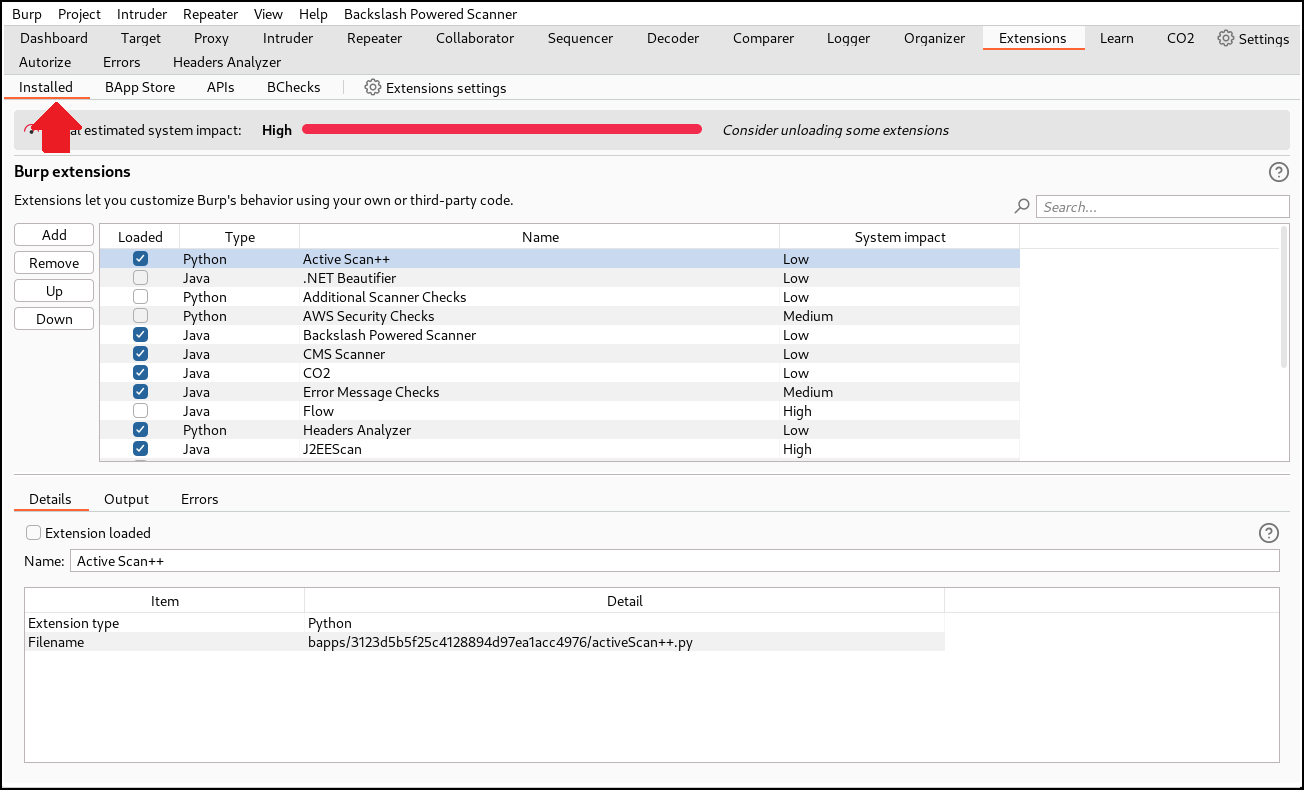 Burp Project Intruder Repeater View Help Backslash Powered Scanner
Dashboard Target Proxy Intruder Repeater Collaborator Sequencer Decoder Comparer Logger Organizer Extensions Learn CO2 Settings
Autorize Errors Headers Analyzer
Installed BApp Store APIs BChecks Extensions settings
estimated system impact: High Consider unloading some extensions
Burp extensions
Extensions let you customize Burp's behavior using your own or third-party code.
Search...
Add
Remove
Up
Down
Loaded Type Name System impact
Python Active Scan++ Low
Java .NET Beautifier Low
Python Additional Scanner Checks Low
Python AWS Security Checks Medium
Java Backslash Powered Scanner Low
Java CMS Scanner Low
Java CO2 Low
Java Error Message Checks Medium
Java Flow High
Python Headers Analyzer Low
Java J2EEScan High
Details Output Errors
Extension loaded
Name: Active Scan++
Item Detail
Extension type Python
Filename bapps/3123d5b5f25c4128894d97ea1acc4976/activeScan++.py